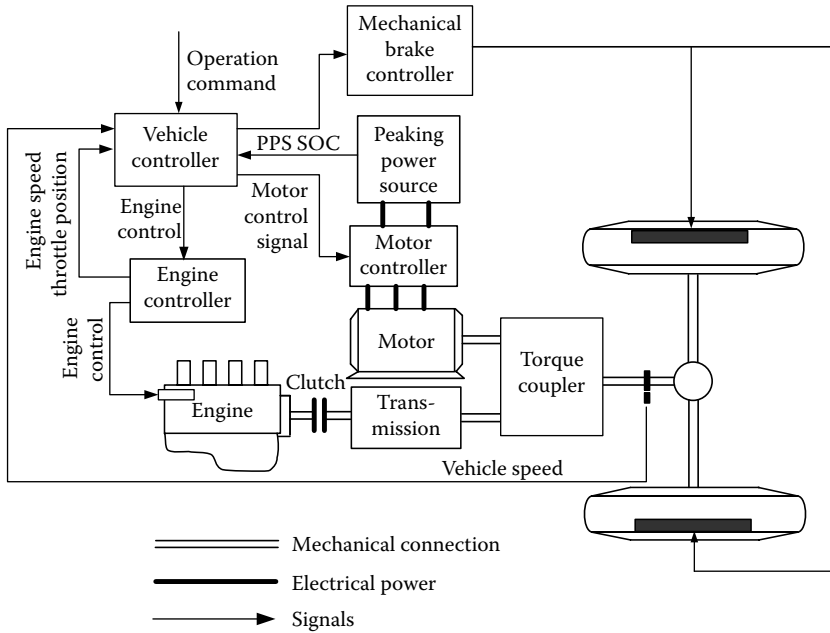 Mechanical
brake
controller
Operation
command
Vehicle
controller
PPS SOC
Peaking
power
source
Engine speed
throttle position
Engine
control
Motor
control
signal
Motor
controller
Engine
controller
Engine
control
Motor
Torque
coupler
Clutch
Engine
Trans-
mission
Vehicle speed
Mechanical connection
Electrical power
Signals